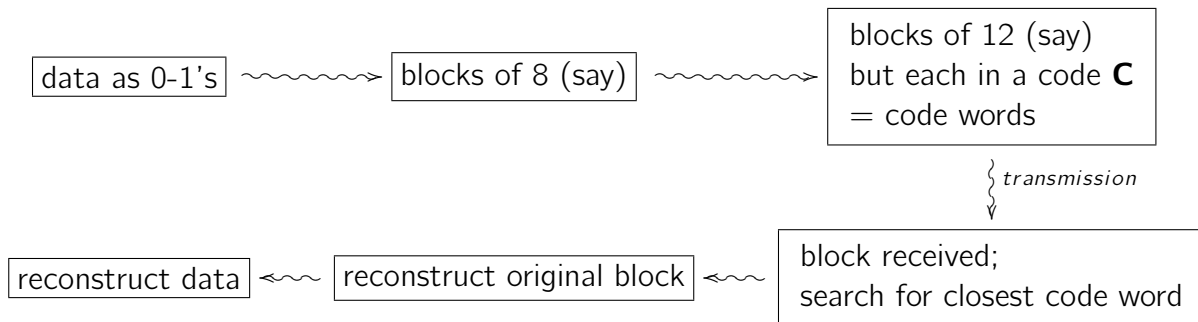 data as 0-1's
blocks of 8 (say)
blocks of 12 (say)
but each in a code C
= code words
transmission
block received;
search for closest code word
reconstruct original block
reconstruct data